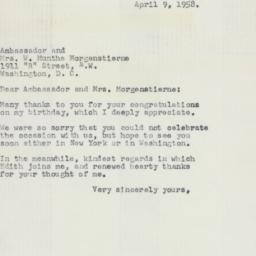 April 9, 1958.
Ambassador and
Mrs. W. Munthe Morgenstierne
1911 "R" Street, N.W.
Washington, D. C.
Dear Ambassador and Mrs. Morgenstierne:
Many thanks to you for your congratulations
on my birthday, which I deeply appreciate.
We were so sorry that you could not celebrate
the occasion with us, but hope to see you
soon either in New York or in Washington.
In the meanwhile, kindest regards in which
Edith joins me, and renewed hearty thanks
for your thought of me.
Very sincerely yours,